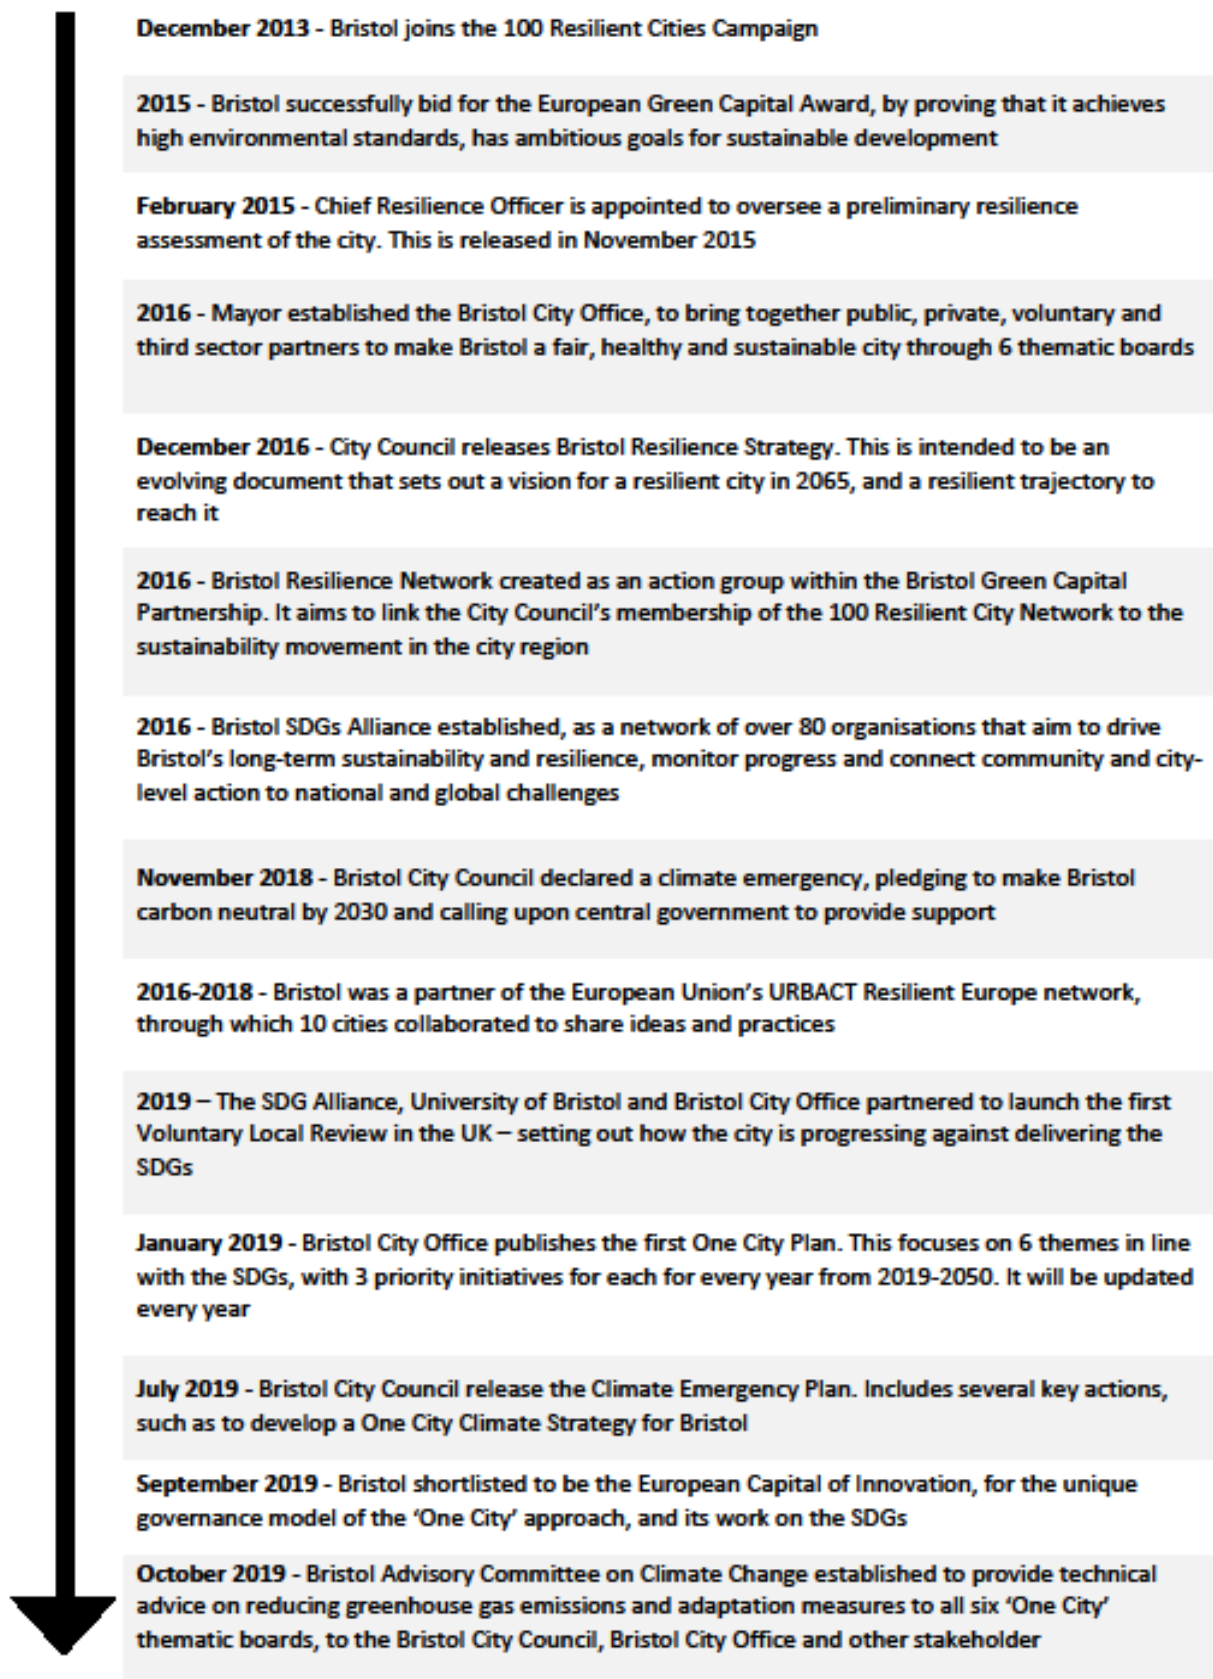 December 2013 - Bristol joins the 100 Resilient Cities Campaign
2015 - Bristol successfully bid for the European Green Capital Award, by proving that it achieves
high environmental standards, has ambitious goals for sustainable development
February 2015 - Chief Resilience Officer is appointed to oversee a preliminary resilience
assessment of the city. This is released in November 2015
2016 - Mayor established the Bristol City Office, to bring together public, private, voluntary and
third sector partners to make Bristol a fair, healthy and sustainable city through 6 thematic boards
December 2016 - City Council releases Bristol Resilience Strategy. This is intended to be an
evolving document that sets out a vision for a resilient city in 2065, and a resilient trajectory to
reach it
2016 - Bristol Resilience Network created as an action group within the Bristol Green Capital
Partnership. It aims to link the City Council's membership of the 100 Resilient City Network to the
sustainability movement in the city region
2016 - Bristol SDGs Alliance established, as a network of over 80 organisations that aim to drive
Bristol's long-term sustainability and resilience, monitor progress and connect community and city-
level action to national and global challenges
November 2018 - Bristol City Council declared a climate emergency, pledging to make Bristol
carbon neutral by 2030 and calling upon central government to provide support
2016-2018 - Bristol was a partner of the European Union's URBACT Resilient Europe network,
through which 10 cities collaborated to share ideas and practices
2019 – The SDG Alliance, University of Bristol and Bristol City Office partnered to launch the first
Voluntary Local Review in the UK – setting out how the city is progressing against delivering the
SDGs
January 2019 - Bristol City Office publishes the first One City Plan. This focuses on 6 themes in line
with the SDGs, with 3 priority initiatives for each for every year from 2019-2050. It will be updated
every year
July 2019 - Bristol City Council release the Climate Emergency Plan. Includes several key actions,
such as to develop a One City Climate Strategy for Bristol
September 2019 - Bristol shortlisted to be the European Capital of Innovation, for the unique
governance model of the 'One City' approach, and its work on the SDGs
October 2019 - Bristol Advisory Committee on Climate Change established to provide technical
advice on reducing greenhouse gas emissions and adaptation measures to all six 'One City'
thematic boards, to the Bristol City Council, Bristol City Office and other stakeholder